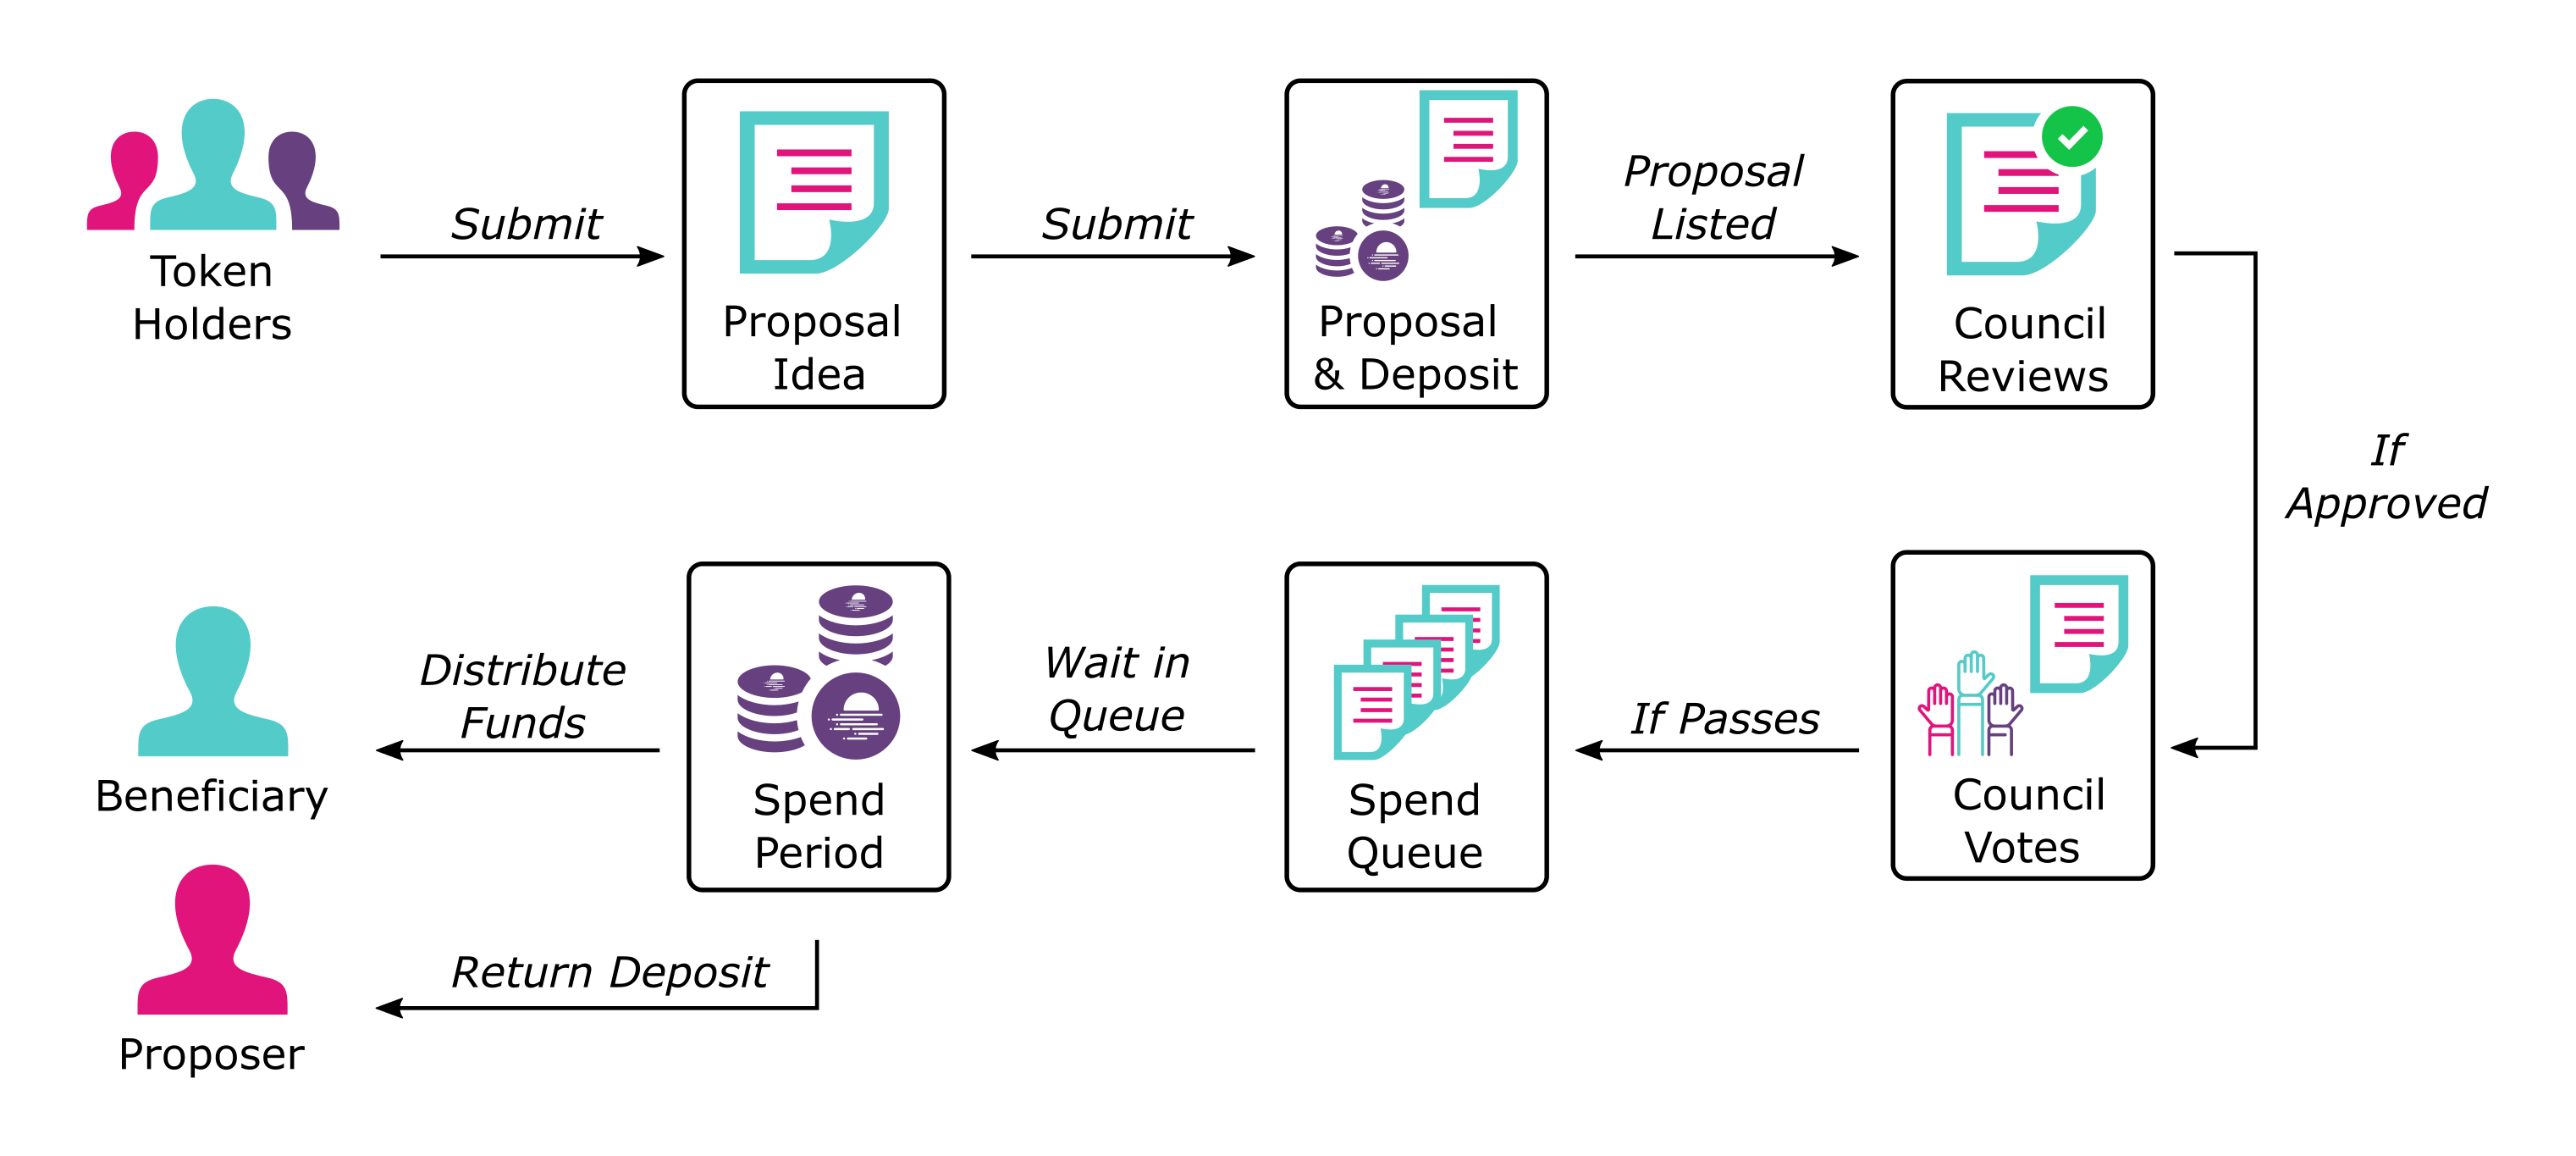 Token
Holders
Submit
Proposal
Idea
Submit
Proposal
& Deposit
Proposal
Listed
Council
Reviews
If
Approved
Council
Votes
If Passes
Spend
Queue
Wait in
Queue
Spend
Period
Distribute
Funds
Beneficiary
Return Deposit
Proposer